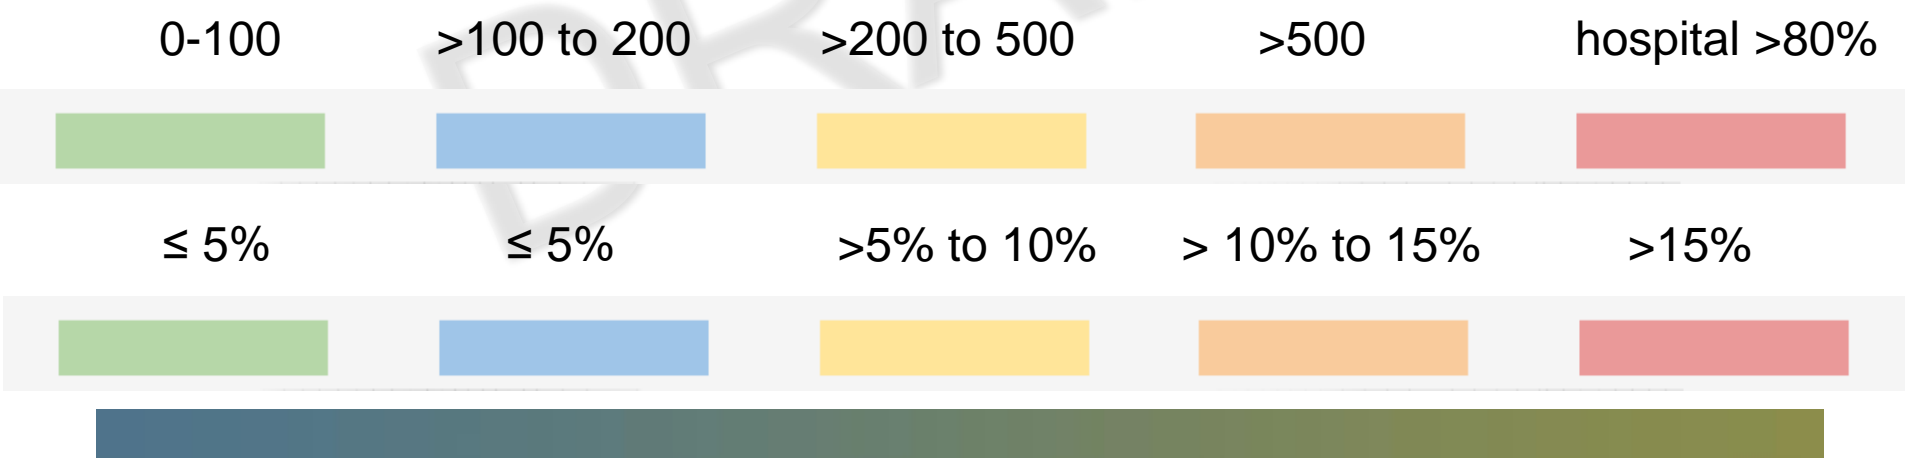 0-100 >100 to 200 >200 to 500 >500 hospital >80%
≤ 5% ≤ 5% >5% to 10% > 10% to 15% >15%